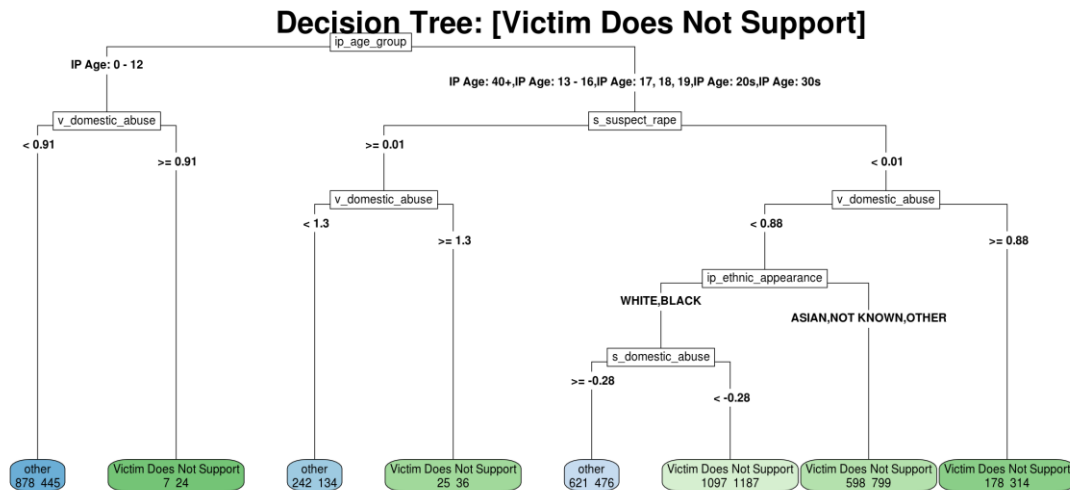 Decision Tree: [Victim Does Not Support]
ip_age_group
IP Age: 0 - 12
IP Age: 40+,IP Age: 13 - 16,IP Age: 17, 18, 19,IP Age: 20s,IP Age: 30s
v_domestic_abuse
s_suspect_rape
< 0.91
>= 0.91
>= 0.01
< 0.01
v_domestic_abuse
v_domestic_abuse
< 1.3
>= 1.3
< 0.88
>= 0.88
ip_ethnic_appearance
WHITE,BLACK
ASIAN,NOT KNOWN,OTHER
s_domestic_abuse
>= -0.28
< -0.28
other
878 445
Victim Does Not Support
7 24
other
242 134
Victim Does Not Support
25 36
other
621 476
Victim Does Not Support
1097 1187
Victim Does Not Support
598 799
Victim Does Not Support
178 314